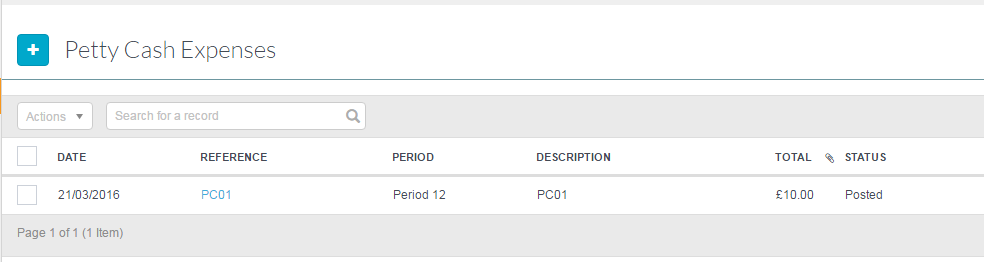 Petty Cash Expenses
Actions Search for a record
DATE REFERENCE PERIOD DESCRIPTION TOTAL STATUS
21/03/2016 PC01 Period 12 PC01 £10.00 Posted
Page 1 of 1 (1 Item)